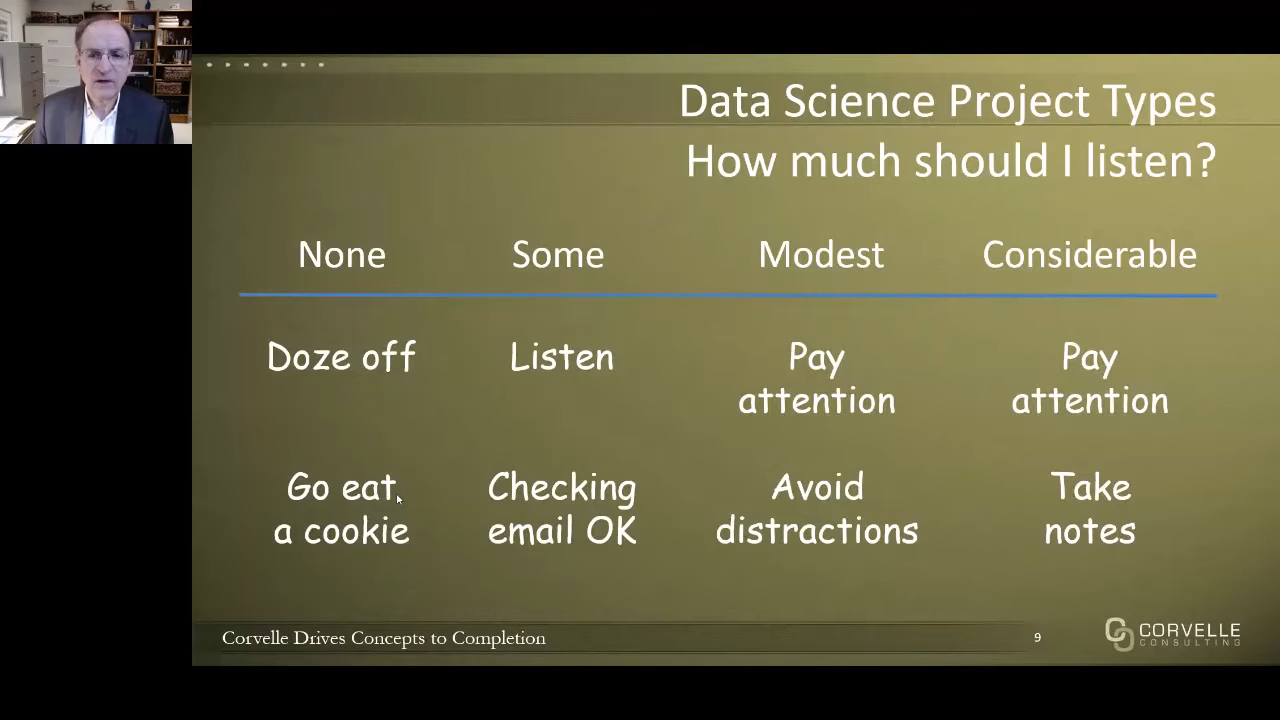 Data Science Project Types
How much should I listen?
None Some Modest Considerable
Doze off Listen Pay attention Pay attention
Go eat a cookie Checking email OK Avoid distractions Take notes
Corvelle Drives Concepts to Completion
9
CORVELLE
CONSULTING